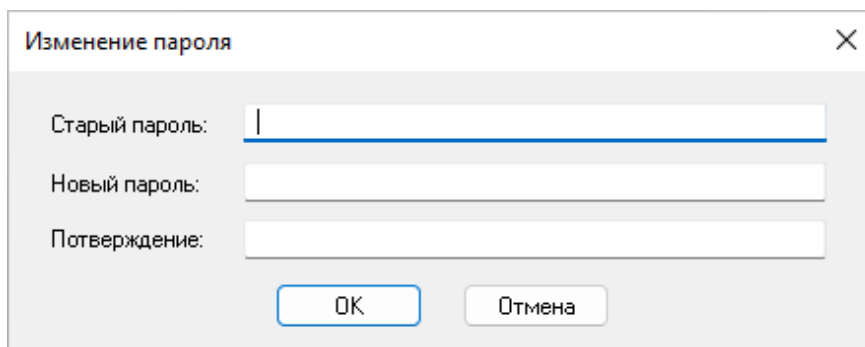 Изменение пароля
Старый пароль:
Новый пароль:
Потверждение:
OK Отмена